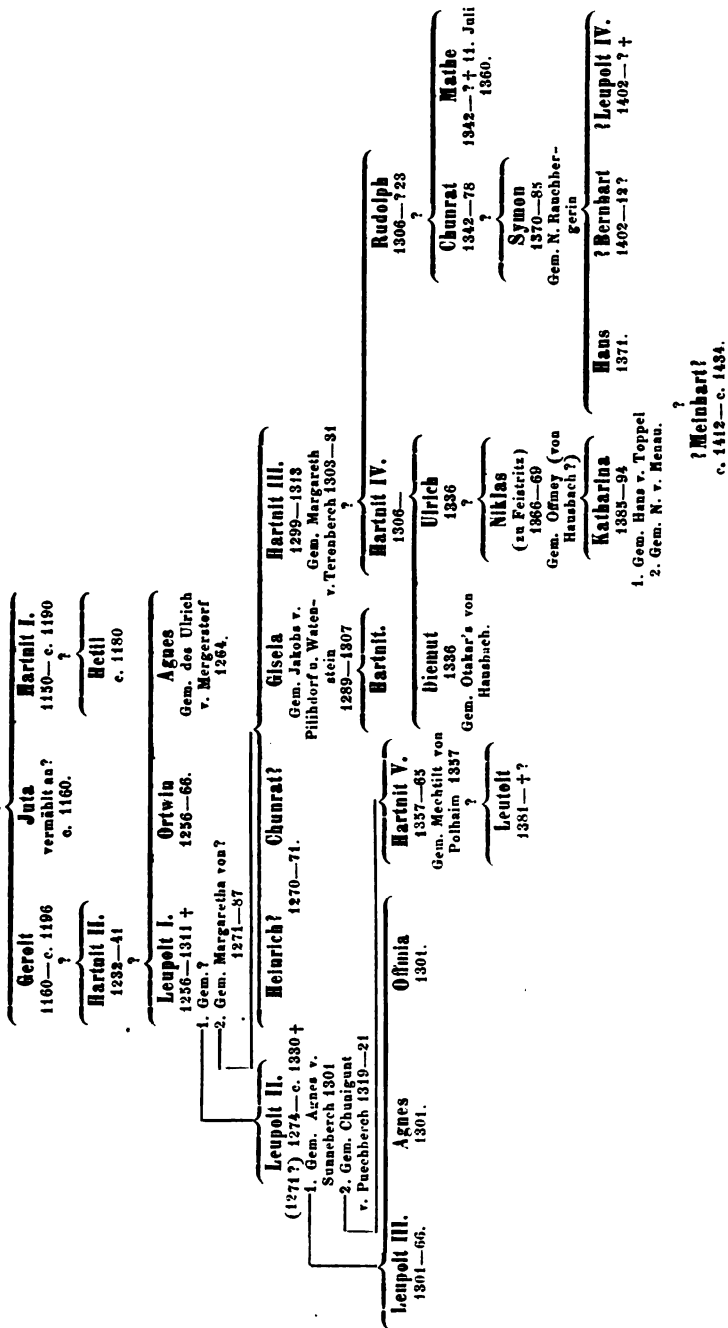 Gerolt
1160—c. 1196
?
Juta
vermählt an?
c. 1160.
Hartnit I.
1150—c. 1190
?
Hartnit II.
1232—41
?
Hetil
c. 1180
Leupolt I.
1256—1311 +
1. Gem. ?
2. Gem. Margaretha von?
1271—87
Ortwin
1256—66.
Agnes
Gem. des Ulrich
v. Mergerstorf
1264.
Leupolt II.
(1271?) 1274—c. 1330 +
1. Gem. Agnes v.
Sunneberch 1301
2. Gem. Chunigunt
v. Puechberch 1319—21
Heinrich?
Chunrat?
1270—71.
Gisela
Gem. Jakobs v.
Pilihdorf u. Waten-
stein
1289—1307
Hartnit III.
1299—1313
Gem. Margareth
v. Terenberch 1303—31
?
Leupolt III.
1301—66.
Agnes
1301.
Offmia
1301.
Hartnit V.
1357—65
Gem. Mechtilt von
Polhaim 1357
?
Hartnit.
Hartnit IV.
1306—
Rudolph
1306—?23
?
Leutolt
1381—+?
Diemut
1336
Gem. Otakar's von
Hausbach.
Ulrich
1336
?
Chunrat
1342—78
?
Mathe
1342—? + 11. Juli
1360.
Niklas
(zu Feistritz)
1366—69
Gem. Offmey (von
Hausbach?)
Symon
1370—85
Gem. N. Rauchber-
gerin
Katharina
1385—94
1. Gem. Hans v. Toppel
2. Gem. N. v. Henau.
Hans
1371.
?Bernhart
1402—12?
?Leupolt IV.
1402—? +
?
?Meinhart?
c. 1412—c. 1434.